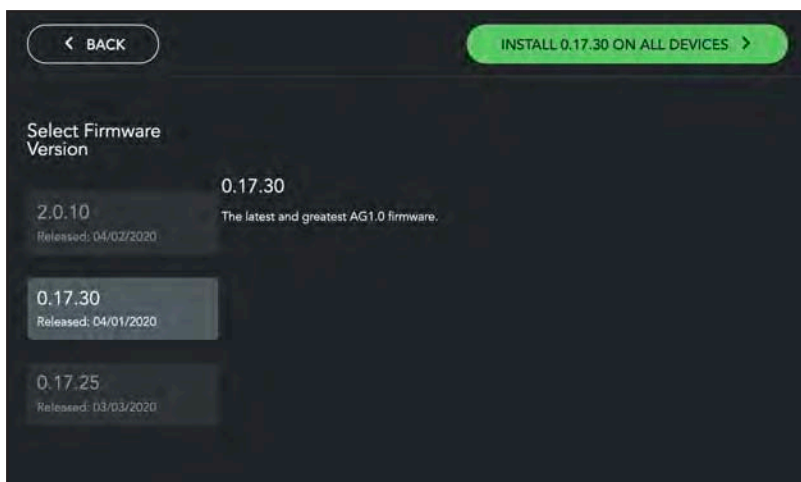 BACK
INSTALL 0.17.30 ON ALL DEVICES
Select Firmware
Version
0.17.30
The latest and greatest AG1.0 firmware.
2.0.10
Released: 04/02/2020
0.17.30
Released: 04/01/2020
0.17.25
Released: 03/03/2020